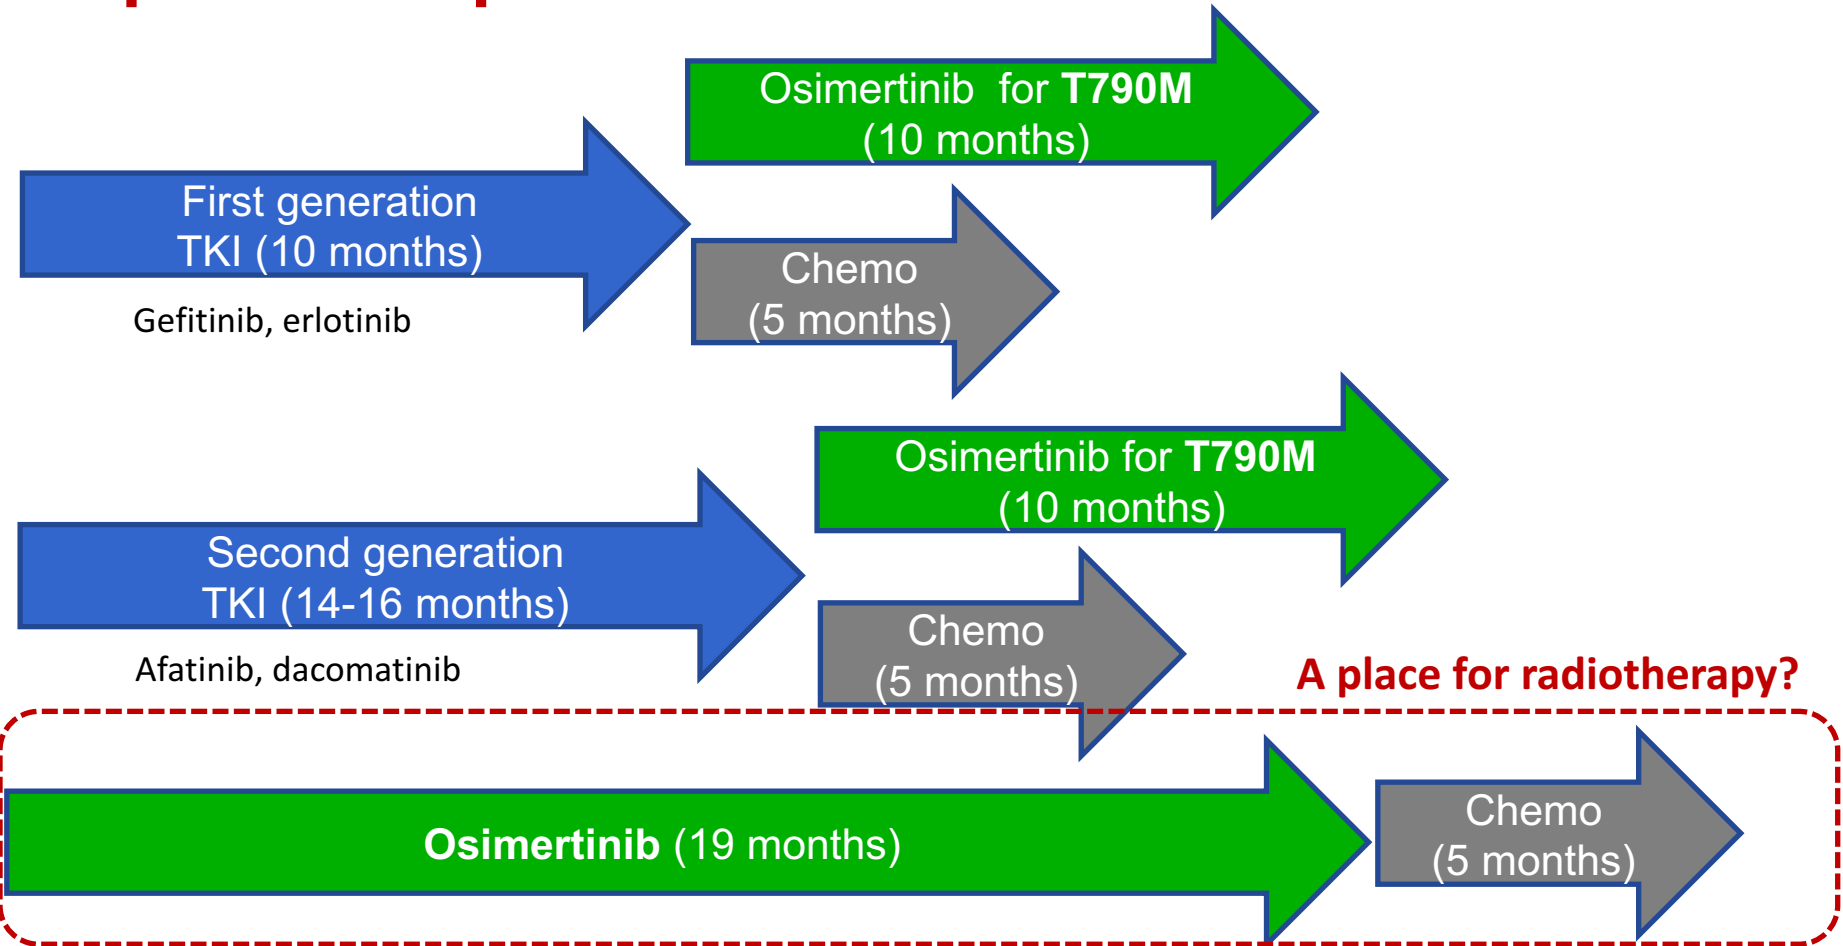 Osimertinib for T790M
(10 months)
First generation
TKI (10 months)
Chemo
(5 months)
Gefitinib, erlotinib
Osimertinib for T790M
(10 months)
Second generation
TKI (14-16 months)
Chemo
(5 months)
Afatinib, dacomatinib
A place for radiotherapy?
Osimertinib (19 months)
Chemo
(5 months)